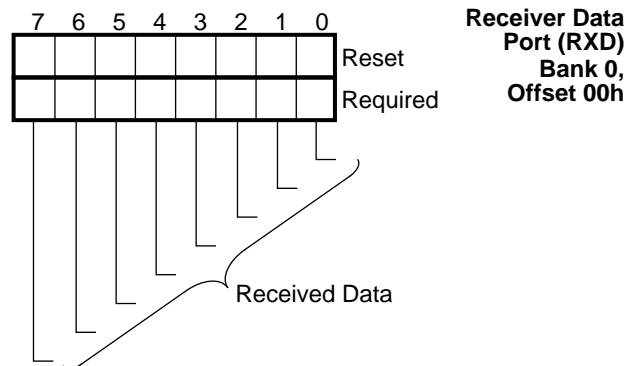 7 6 5 4 3 2 1 0
Reset
Required
Receiver Data
Port (RXD)
Bank 0,
Offset 00h
Received Data